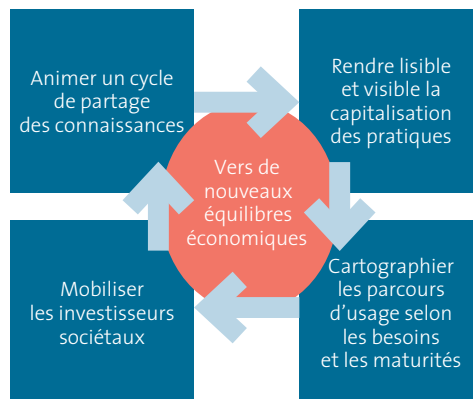 Animer un cycle
de partage
des connaissances
Rendre lisible
et visible la
capitalisation
des pratiques
Vers de
nouveaux
équilibres
économiques
Mobiliser
les investisseurs
sociétaux
Cartographier
les parcours
d'usage selon
les besoins
et les maturités